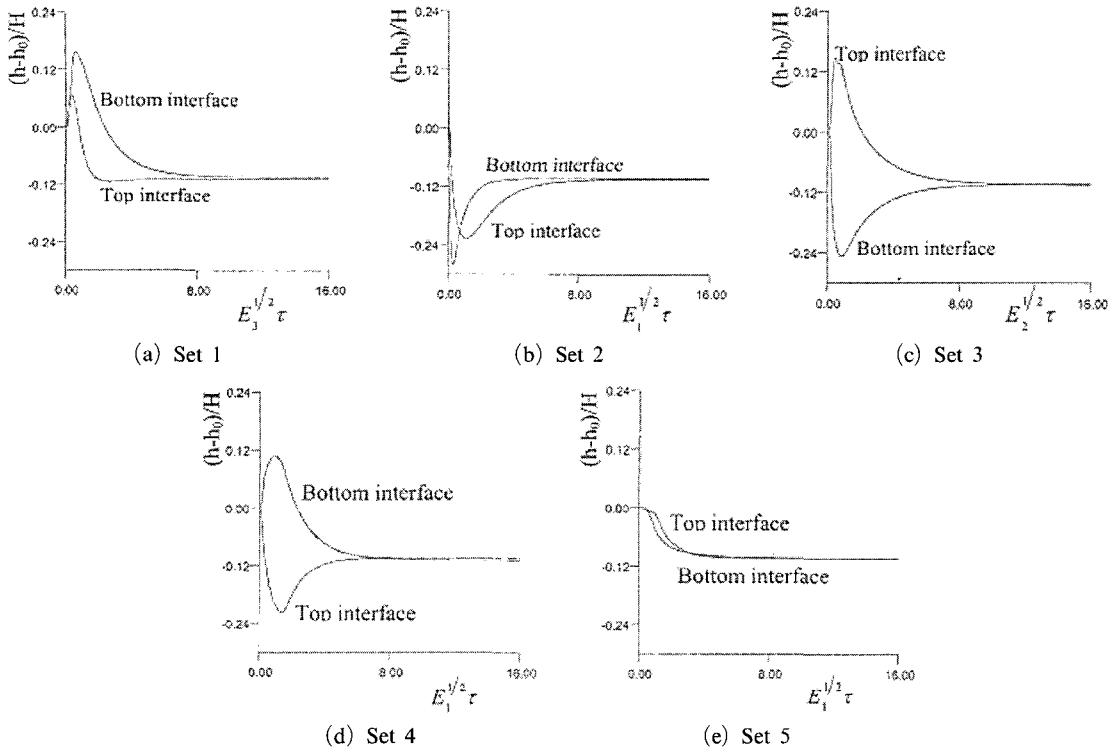 (h-h₀)/H
0.24
0.12
0.00
-0.12
-0.24
Bottom interface
Top interface
0.00
8.00
16.00
E₃^1/2 τ
(a) Set 1
(h-h₀)/H
0.24
0.12
0.00
-0.12
-0.24
Bottom interface
Top interface
0.00
8.00
16.00
E₁^1/2 τ
(b) Set 2
(h-h₀)/H
0.24
0.12
0.00
-0.12
-0.24
Top interface
Bottom interface
0.00
8.00
16.00
E₂^1/2 τ
(c) Set 3
(h-h₀)/H
0.24
0.12
0.00
-0.12
-0.24
Bottom interface
Top interface
0.00
8.00
16.00
E₁^1/2 τ
(d) Set 4
(h-h₀)/H
0.24
0.12
0.00
-0.12
-0.24
Top interface
Bottom interface
0.00
8.00
16.00
E₁^1/2 τ
(e) Set 5